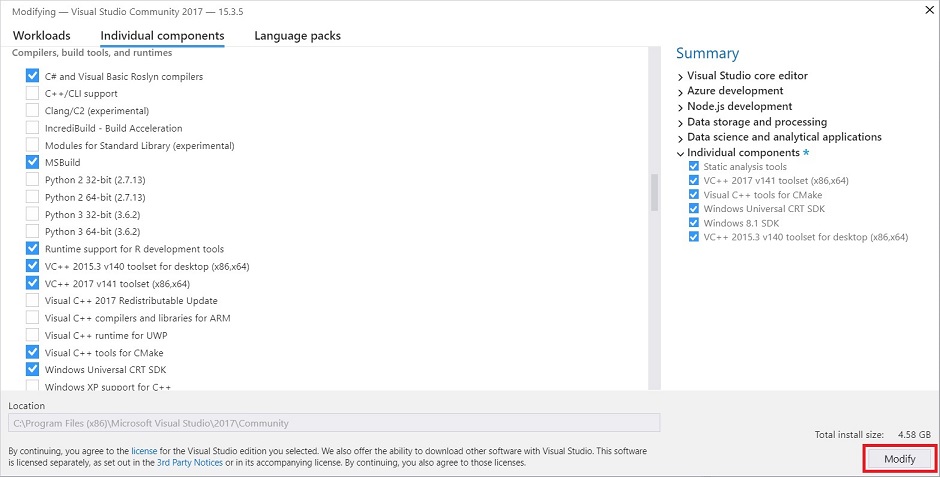 Modifying — Visual Studio Community 2017 — 15.3.5
Workloads
Individual components
Language packs
Compilers, build tools, and runtimes
C# and Visual Basic Roslyn compilers
C++/CLI support
Clang/C2 (experimental)
IncrediBuild - Build Acceleration
Modules for Standard Library (experimental)
MSBuild
Python 2 32-bit (2.7.13)
Python 2 64-bit (2.7.13)
Python 3 32-bit (3.6.2)
Python 3 64-bit (3.6.2)
Runtime support for R development tools
VC++ 2015.3 v140 toolset for desktop (x86,x64)
VC++ 2017 v141 toolset (x86,x64)
Visual C++ 2017 Redistributable Update
Visual C++ compilers and libraries for ARM
Visual C++ runtime for UWP
Visual C++ tools for CMake
Windows Universal CRT SDK
Windows XP support for C++
Summary
Visual Studio core editor
Azure development
Node.js development
Data storage and processing
Data science and analytical applications
Individual components *
Static analysis tools
VC++ 2017 v141 toolset (x86,x64)
Visual C++ tools for CMake
Windows Universal CRT SDK
Windows 8.1 SDK
VC++ 2015.3 v140 toolset for desktop (x86,x64)
Location
C:\Program Files (x86)\Microsoft Visual Studio\2017\Community
Total install size: 4.58 GB
By continuing, you agree to the license for the Visual Studio edition you selected. We also offer the ability to download other software with Visual Studio. This software
is licensed separately, as set out in the 3rd Party Notices or in its accompanying license. By continuing, you also agree to those licenses.
Modify